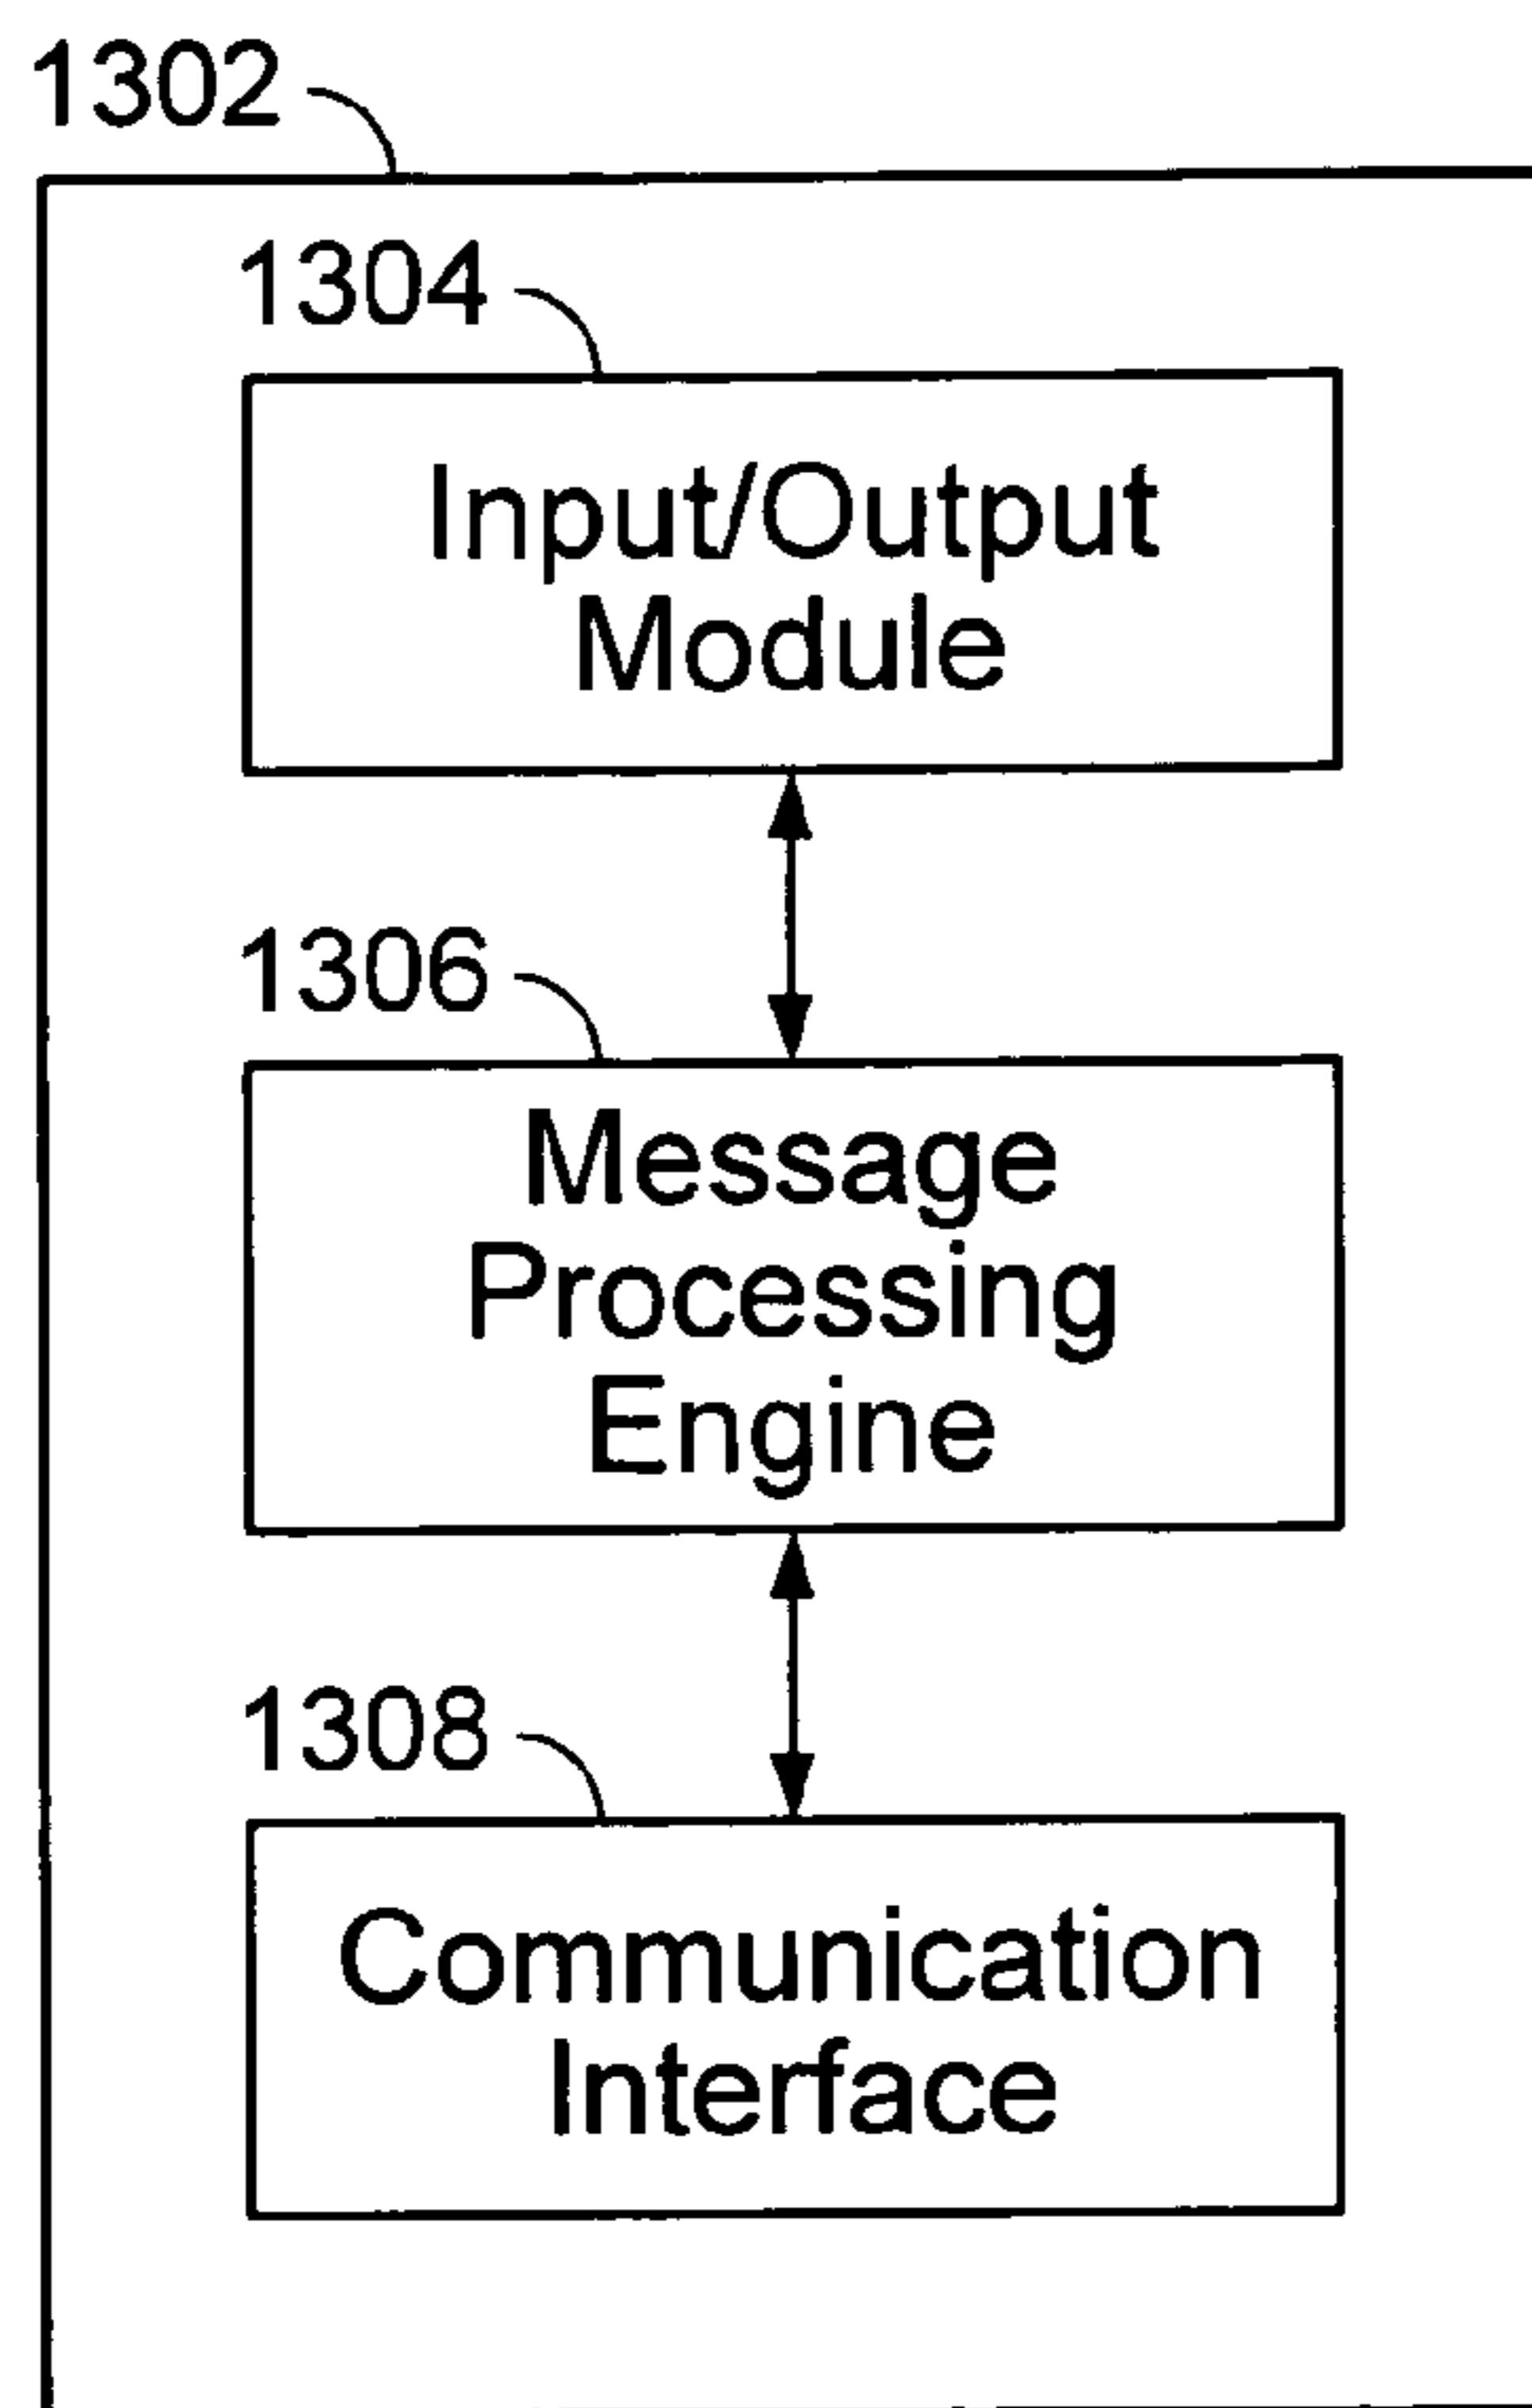 1302
1304
Input/Output
Module
1306
Message
Processing
Engine
1308
Communication
Interface